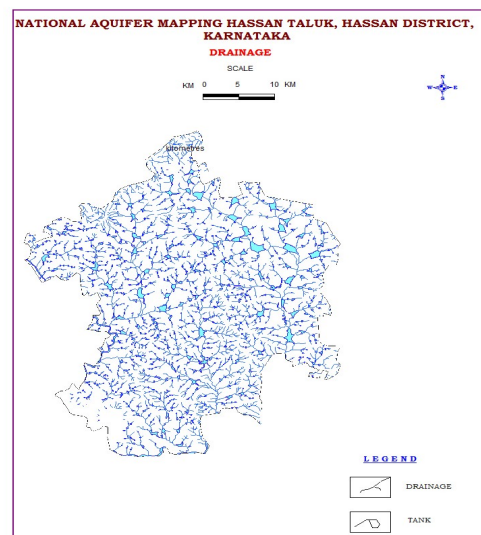 NATIONAL AQUIFER MAPPING HASSAN TALUK, HASSAN DISTRICT,
KARNATAKA
DRAINAGE
SCALE
KM 0 5 10 KM
N
W E
S
kilometres
LEGEND
DRAINAGE
TANK